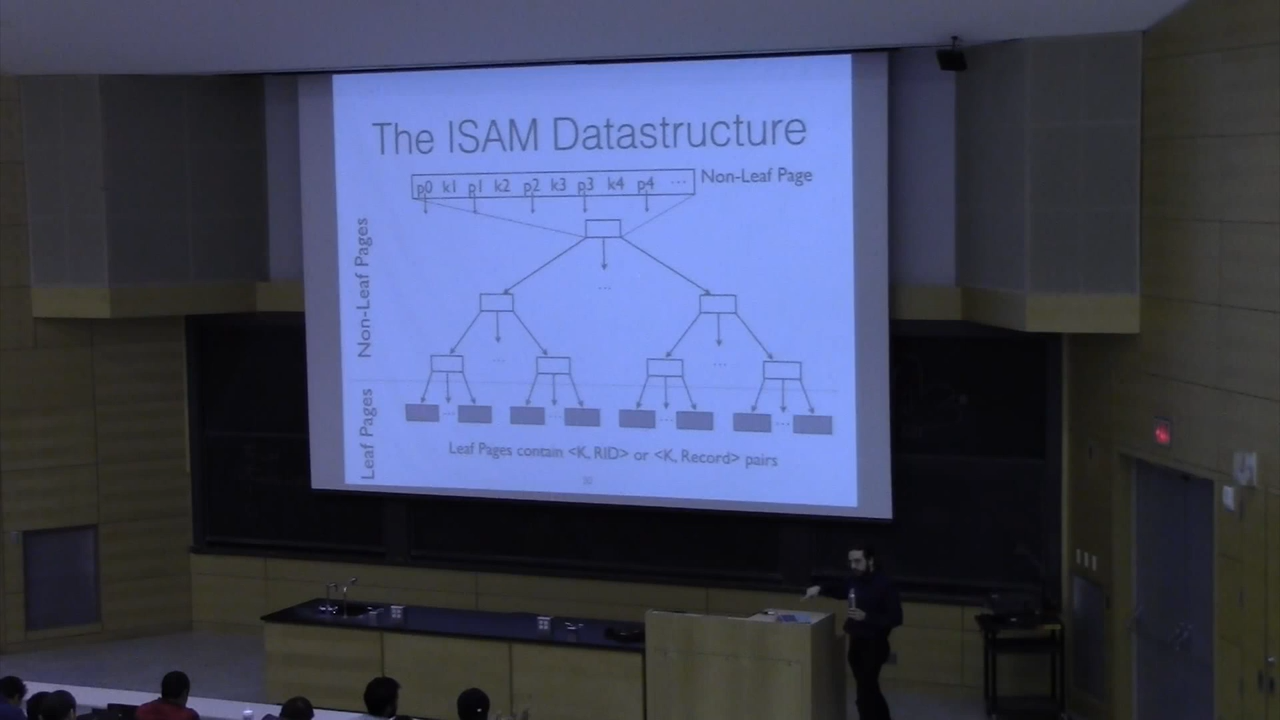 The ISAM Datastructure
p0 k1 p1 k2 p2 k3 p3 k4 p4 ...
Non-Leaf Page
Non-Leaf Pages
...
... ...
... ... ... ...
Leaf Pages
Leaf Pages contain <K, RID> or <K, Record> pairs